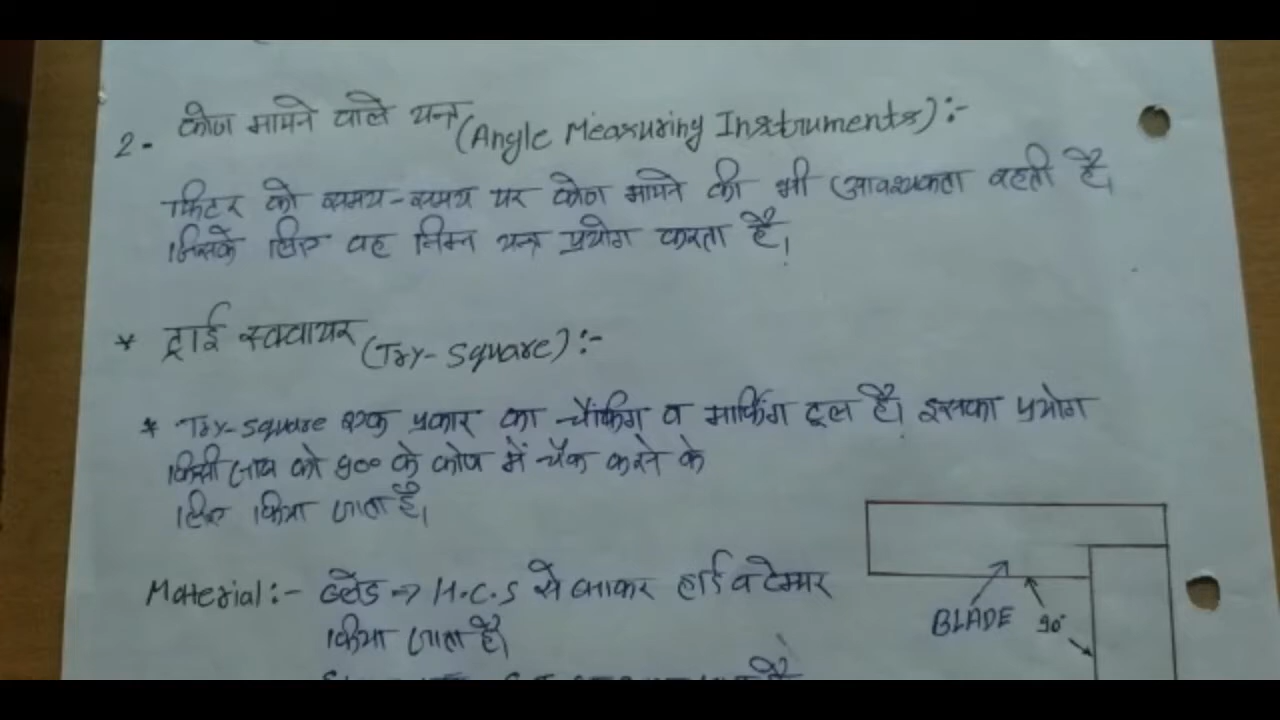 2- कोण मापने वाले यन्त्र (Angle Measuring Instruments):-
फिटर को समय-समय पर कोण मापने की भी आवश्यकता रहती है।
जिसके लिए वह निम्न यन्त्र प्रयोग करता है।
* ट्राई स्क्वायर (Try-Square):-
* Try-Square एक प्रकार का चैकिंग व मार्किंग टूल है। इसका प्रयोग
किसी जाब को 90° के कोण में चैक करने के
लिए किया जाता है।
Material:- ब्लेड → H.C.S से बनाकर हार्ड व टेम्पर
किया जाता है।
BLADE 90°